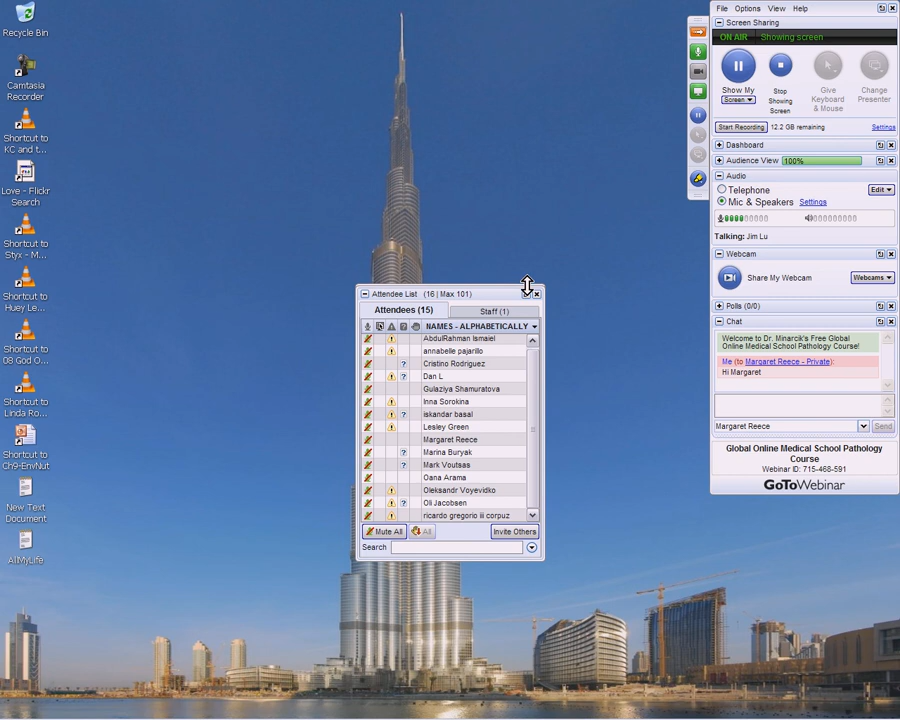 Recycle Bin
Camtasia
Recorder
Shortcut to
KC and t...
Love - Flickr
Search
Shortcut to
Styx - M...
Shortcut to
Huey Le...
Shortcut to
08 God O...
Shortcut to
Linda Ro...
Shortcut to
Ch9-EnvNut
New Text
Document
AllMyLife
Attendee List (16 | Max 101)
Attendees (15) Staff (1)
NAMES - ALPHABETICALLY
AbdulRahman Ismaiel
annabelle pajarillo
Cristino Rodriguez
Dan L
Gulaziya Shamuratova
Inna Sorokina
iskandar basal
Lesley Green
Margaret Reece
Marina Buryak
Mark Voutsas
Oana Arama
Oleksandr Voyevidko
Oli Jacobsen
ricardo gregorio iii corpuz
Mute All All Invite Others
Search
File Options View Help
Screen Sharing
ON AIR Showing screen
Show My
Screen
Stop
Showing
Screen
Give
Keyboard
& Mouse
Change
Presenter
Start Recording 12.2 GB remaining Settings
Dashboard
Audience View 100%
Audio
Telephone Edit
Mic & Speakers Settings
Talking: Jim Lu
Webcam
Share My Webcam Webcams
Polls (0/0)
Chat
Welcome to Dr. Minarcik's Free Global
Online Medical School Pathology Course!
Me (to Margaret Reece - Private):
Hi Margaret
Margaret Reece Send
Global Online Medical School Pathology
Course
Webinar ID: 715-468-591
GoToWebinar